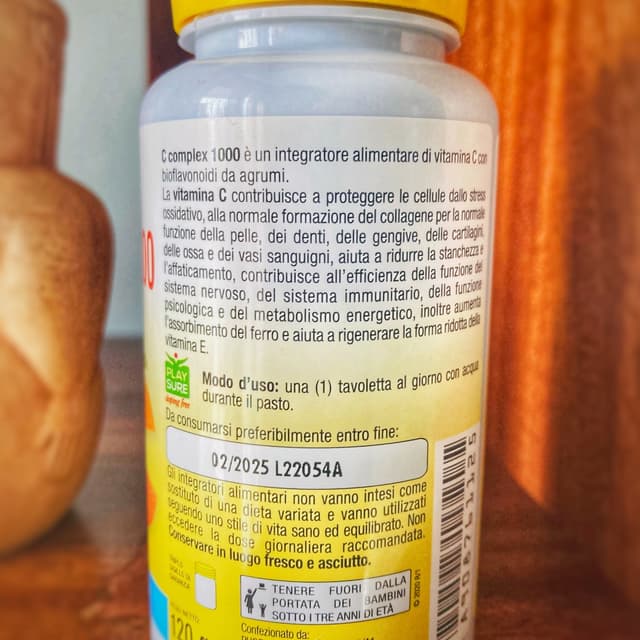 C complex 1000 è un integratore alimentare di vitamina C con
bioflavonoidi da agrumi.
La vitamina C contribuisce a proteggere le cellule dallo stress
ossidativo, alla normale formazione del collagene per la normale
funzione della pelle, dei denti, delle gengive, delle cartilagini,
delle ossa e dei vasi sanguigni, aiuta a ridurre la stanchezza e
l'affaticamento, contribuisce all'efficienza della funzione del
sistema nervoso, del sistema immunitario, della funzione
psicologica e del metabolismo energetico, inoltre aumenta
l'assorbimento del ferro e aiuta a rigenerare la forma ridotta della
vitamina E.
PLAY
SURE
doping free
Modo d'uso: una (1) tavoletta al giorno con acqua
durante il pasto.
Da consumarsi preferibilmente entro fine:
02/2025 L22054A
Gli integratori alimentari non vanno intesi come
sostituto di una dieta variata e vanno utilizzati
seguendo uno stile di vita sano ed equilibrato. Non
eccedere la dose giornaliera raccomandata.
Conservare in luogo fresco e asciutto.
TENERE FUORI DALLA
PORTATA DEI BAMBINI
SOTTO I TRE ANNI DI ETÀ
PESO NETTO
120
Confezionato da: